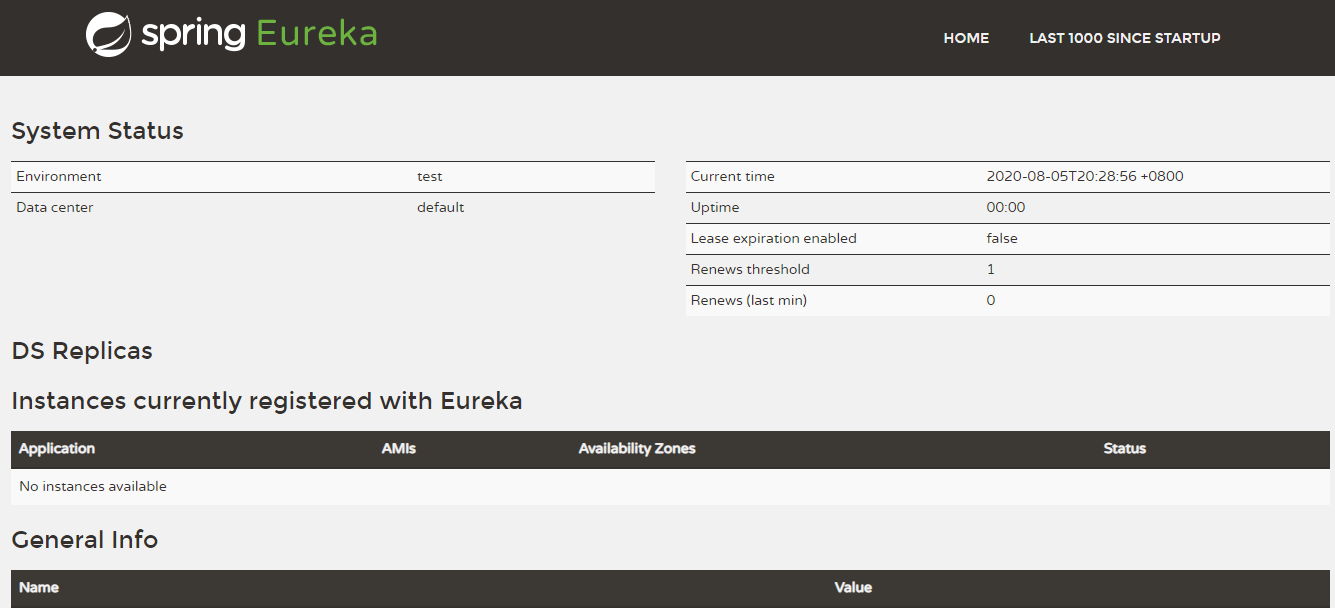 spring Eureka
HOME LAST 1000 SINCE STARTUP
System Status
Environment test
Data center default
Current time 2020-08-05T20:28:56 +0800
Uptime 00:00
Lease expiration enabled false
Renews threshold 1
Renews (last min) 0
DS Replicas
Instances currently registered with Eureka
Application AMIs Availability Zones Status
No instances available
General Info
Name Value